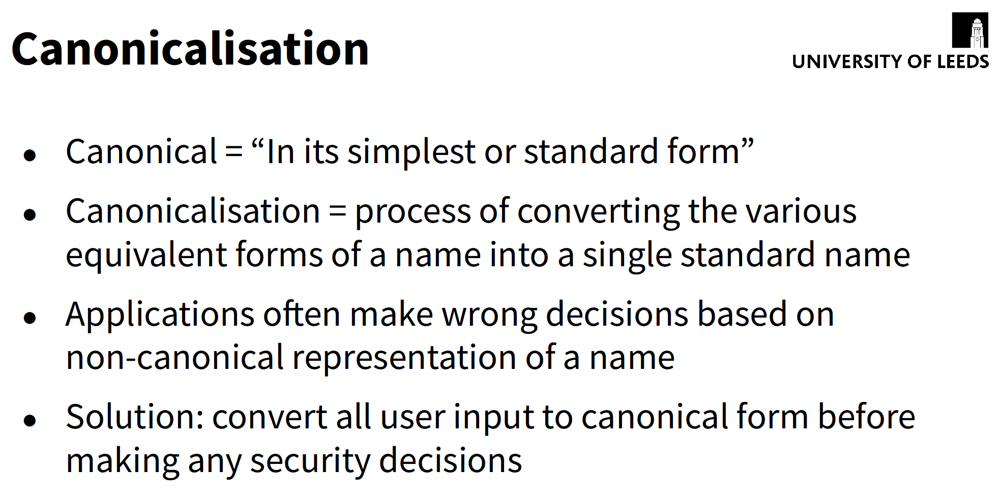 Canonicalisation
UNIVERSITY OF LEEDS
● Canonical = “In its simplest or standard form”
● Canonicalisation = process of converting the various
equivalent forms of a name into a single standard name
● Applications often make wrong decisions based on
non-canonical representation of a name
● Solution: convert all user input to canonical form before
making any security decisions